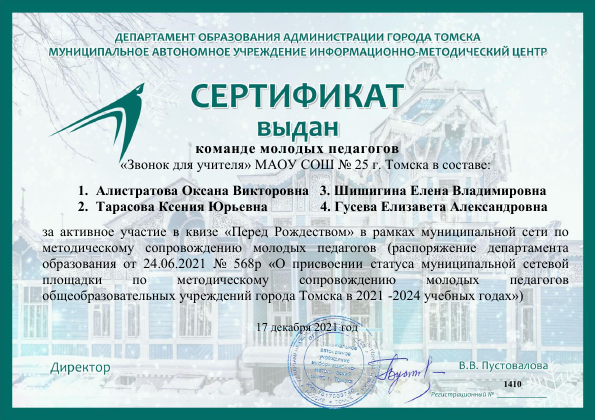 ДЕПАРТАМЕНТ ОБРАЗОВАНИЯ АДМИНИСТРАЦИИ ГОРОДА ТОМСКА
МУНИЦИПАЛЬНОЕ АВТОНОМНОЕ УЧРЕЖДЕНИЕ ИНФОРМАЦИОННО-МЕТОДИЧЕСКИЙ ЦЕНТР
СЕРТИФИКАТ
выдан
команде молодых педагогов
«Звонок для учителя» МАОУ СОШ № 25 г. Томска в составе:
1. Алистратова Оксана Викторовна 3. Шишигина Елена Владимировна
2. Тарасова Ксения Юрьевна 4. Гусева Елизавета Александровна
за активное участие в квизе «Перед Рождеством» в рамках муниципальной сети по
методическому сопровождению молодых педагогов (распоряжение департамента
образования от 24.06.2021 № 568р «О присвоении статуса муниципальной сетевой
площадки по методическому сопровождению молодых педагогов
общеобразовательных учреждений города Томска в 2021 -2024 учебных годах»)
17 декабря 2021 год
Директор
В.В. Пустовалова
1410
Регистрационный №